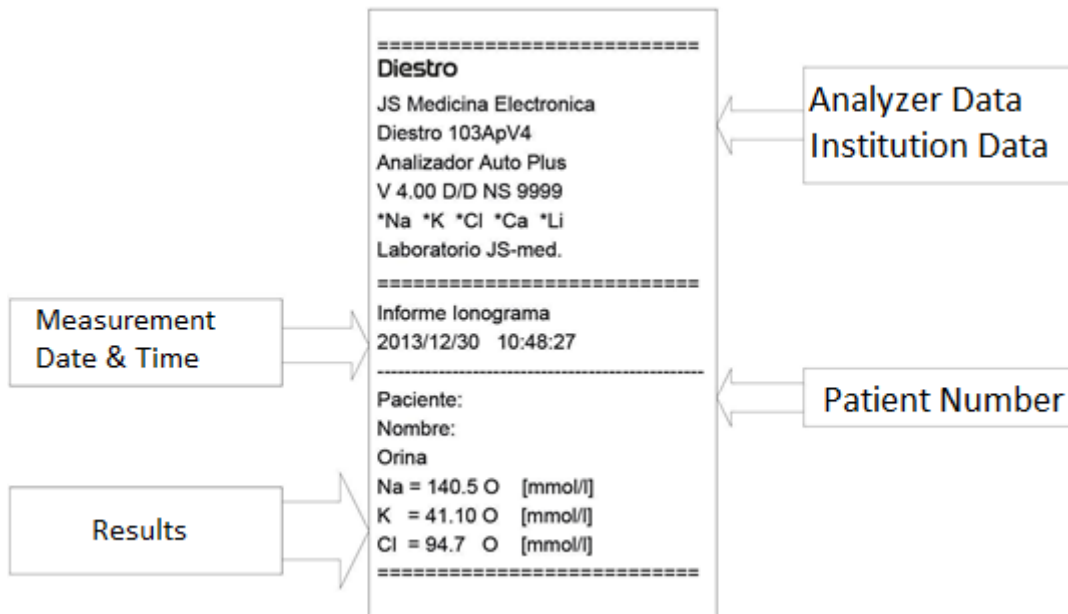 ===========================
Diestro
JS Medicina Electronica
Diestro 103ApV4
Analizador Auto Plus
V 4.00 D/D NS 9999
*Na *K *Cl *Ca *Li
Laboratorio JS-med.
===========================
Informe Ionograma
2013/12/30 10:48:27
-----------------------------------------------------
Paciente:
Nombre:
Orina
Na = 140.5 O [mmol/l]
K = 41.10 O [mmol/l]
Cl = 94.7 O [mmol/l]
===========================
Analyzer Data
Institution Data
Measurement
Date & Time
Patient Number
Results